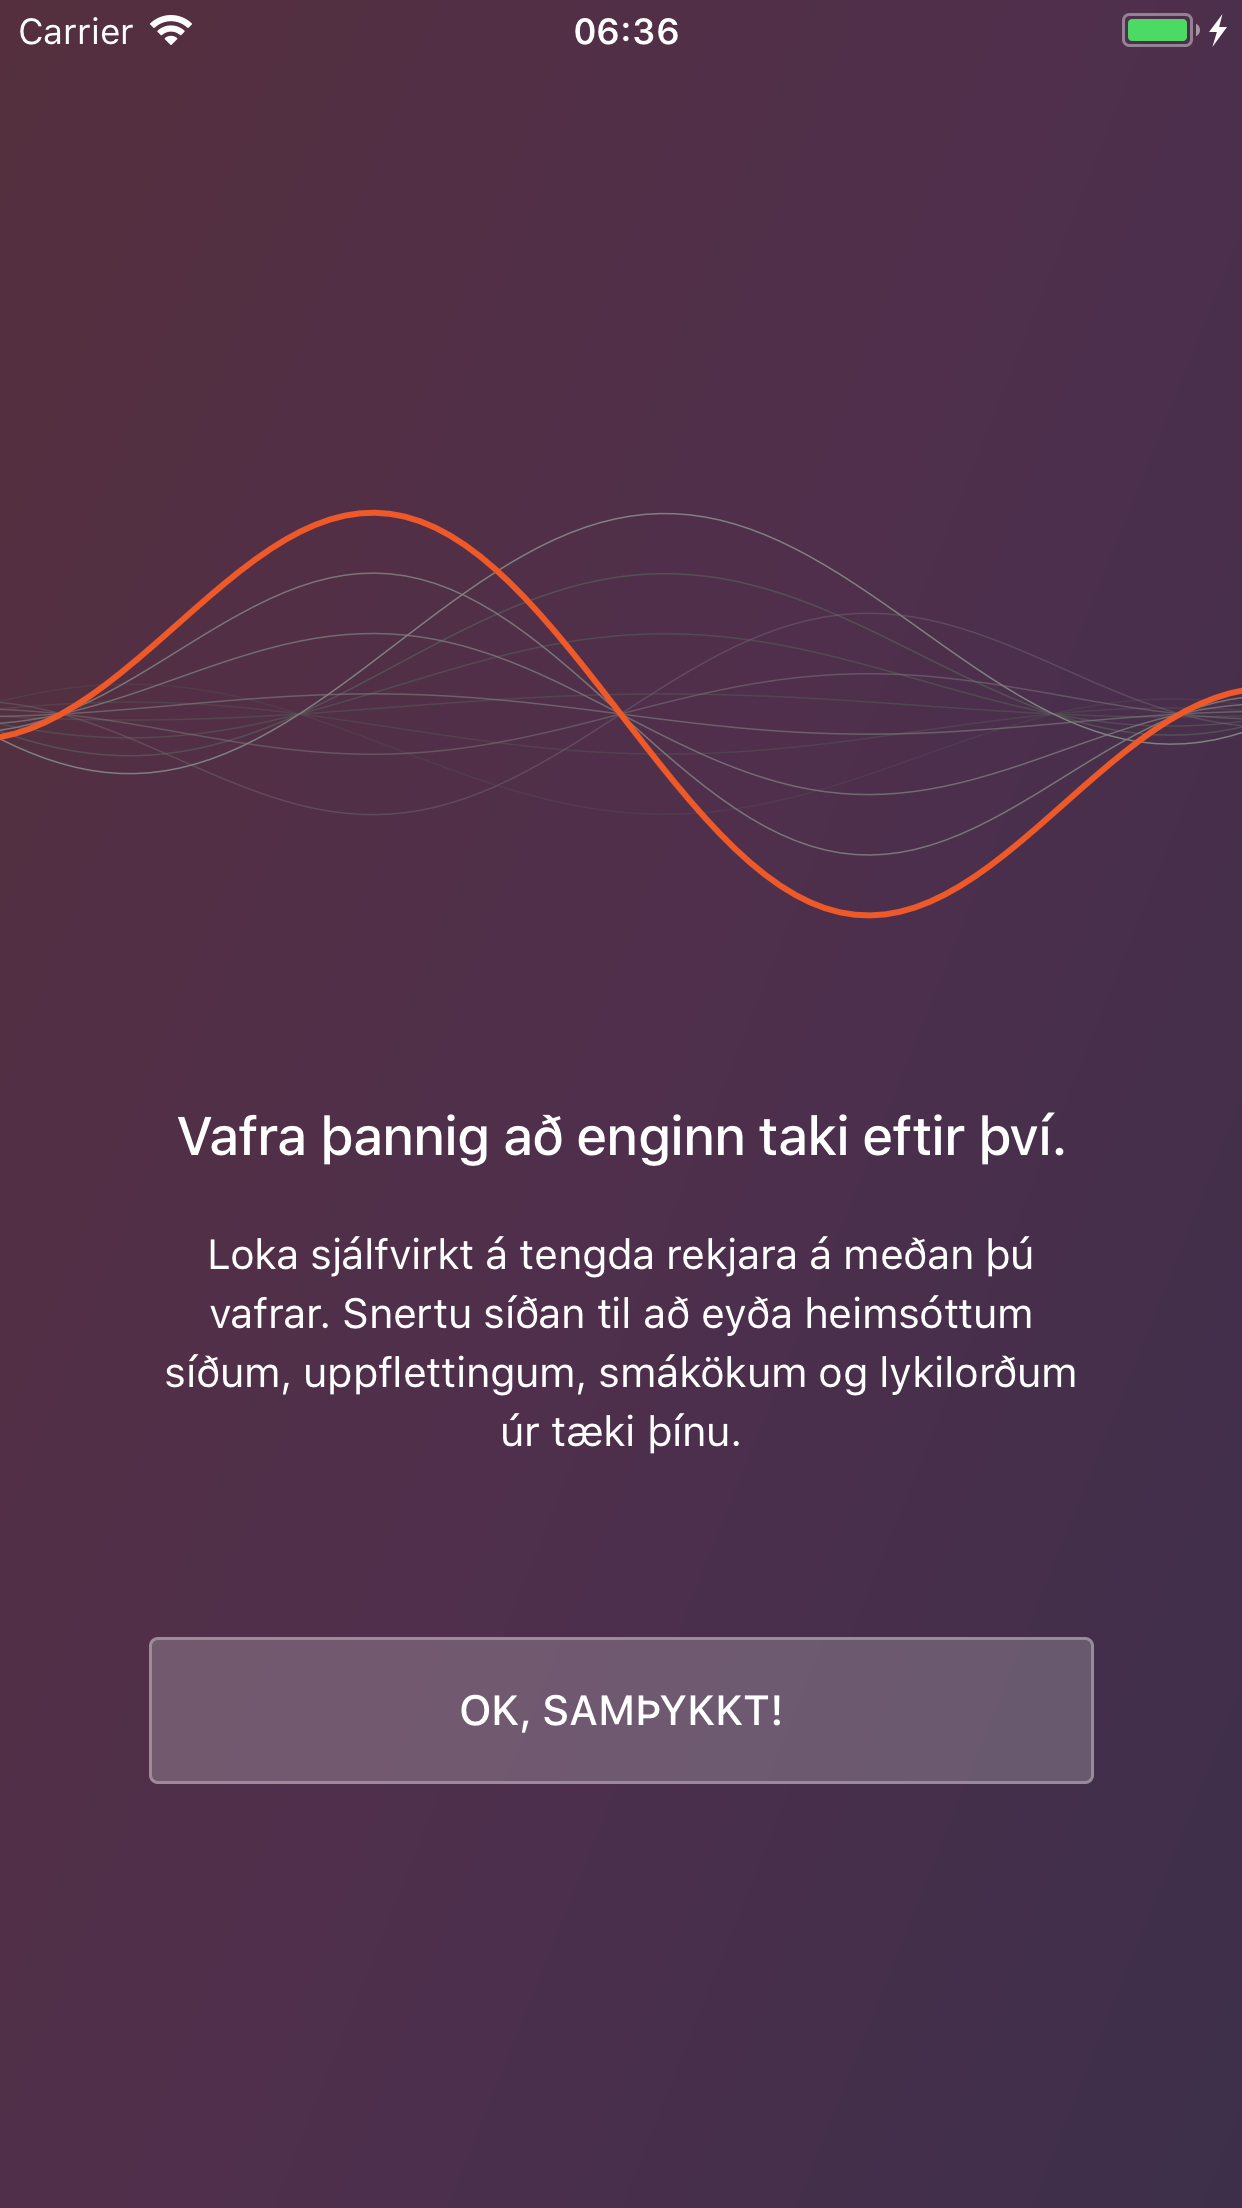 Carrier 06:36
Vafra þannig að enginn taki eftir því.
Loka sjálfvirkt á tengda rekjara á meðan þú
vafrar. Snertu síðan til að eyða heimsóttum
síðum, uppflettingum, smákökum og lykilorðum
úr tæki þínu.
OK, SAMÞYKKT!